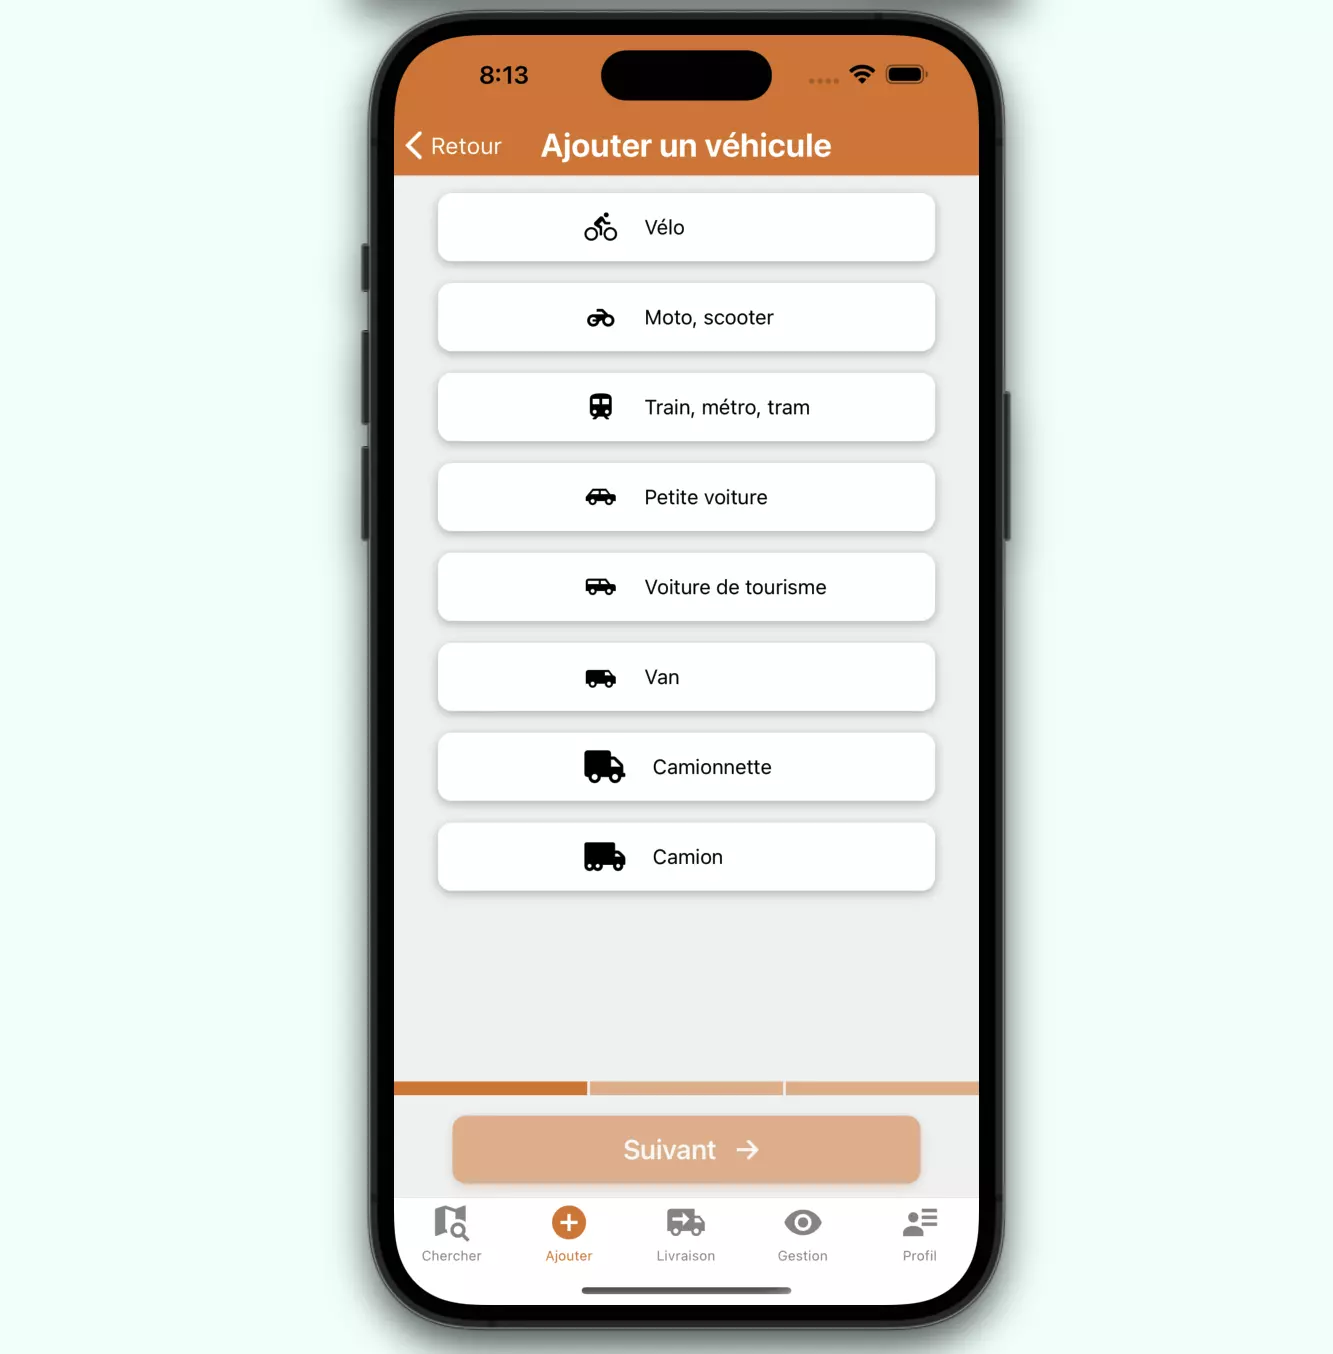 8:13
Retour
Ajouter un véhicule
Vélo
Moto, scooter
Train, métro, tram
Petite voiture
Voiture de tourisme
Van
Camionnette
Camion
Suivant →
Chercher
Ajouter
Livraison
Gestion
Profil